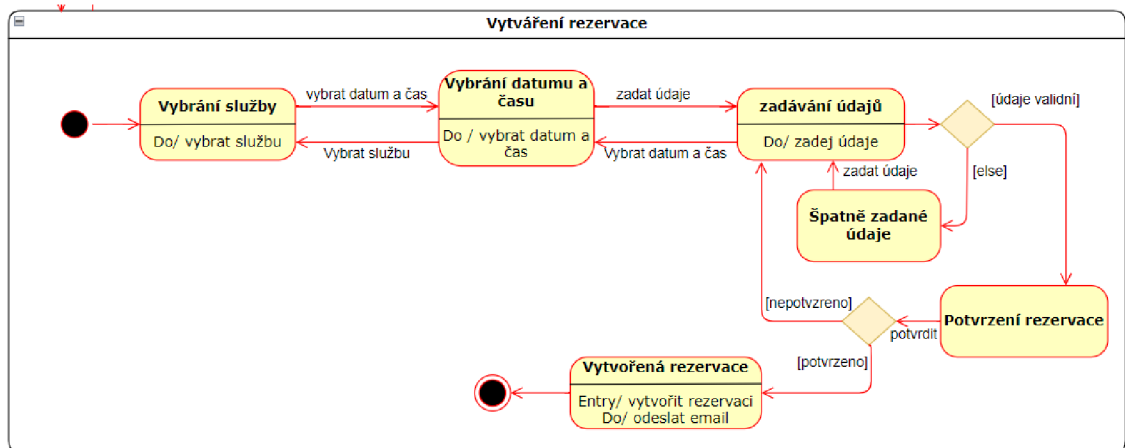 Vytváření rezervace
Vybrání služby
Do/ vybrat službu
vybrat datum a čas
Vybrat službu
Vybrání datumu a
času
Do / vybrat datum a
čas
zadat údaje
Vybrat datum a čas
zadávání údajů
Do/ zadej údaje
[údaje validní]
[else]
zadat údaje
Špatně zadané
údaje
Potvrzení rezervace
potvrdit
[nepotvzreno]
[potvrzeno]
Vytvořená rezervace
Entry/ vytvořit rezervaci
Do/ odeslat email